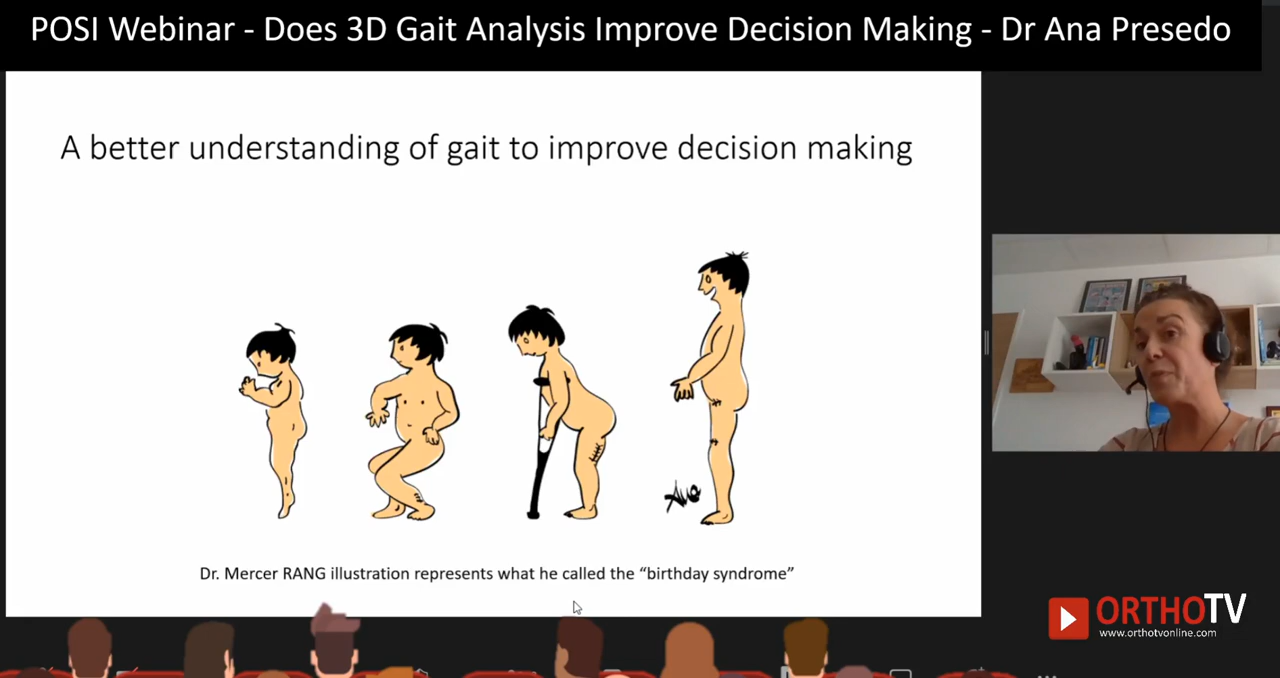 POSI Webinar - Does 3D Gait Analysis Improve Decision Making - Dr Ana Presedo
A better understanding of gait to improve decision making
Dr. Mercer RANG illustration represents what he called the “birthday syndrome”
ORTHOTV
www.orthotvonline.com